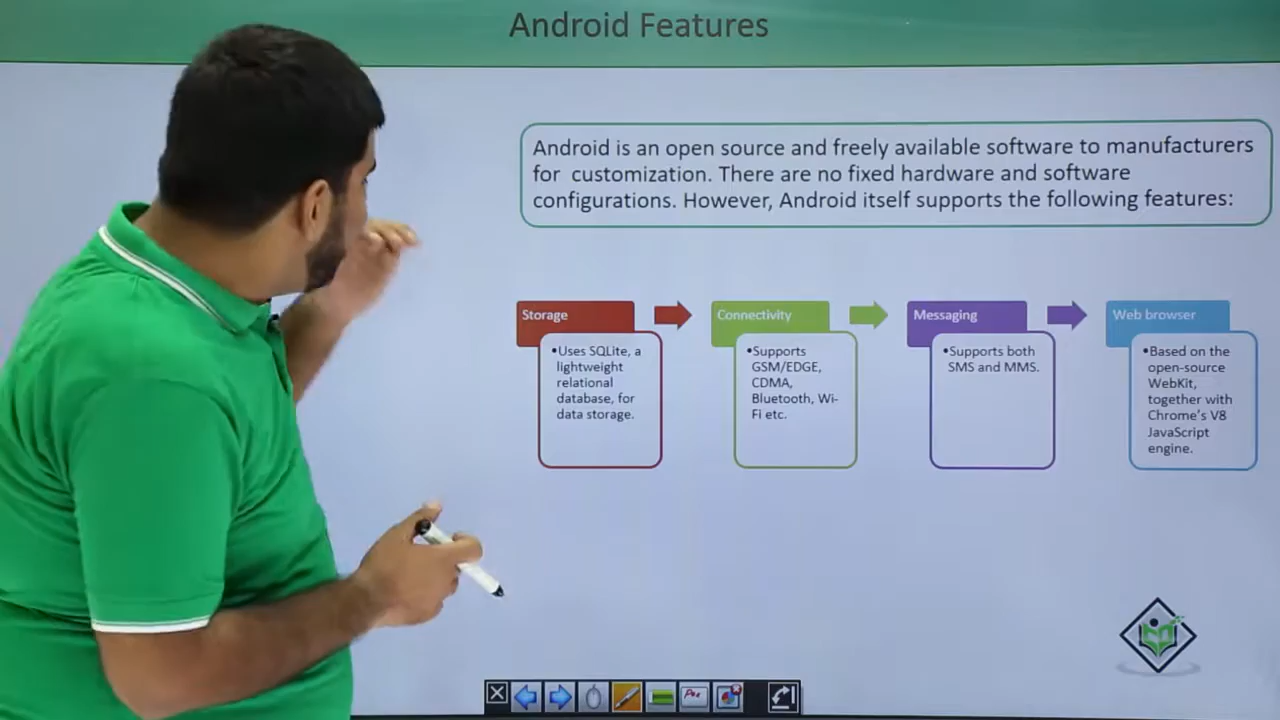 Android Features
Android is an open source and freely available software to manufacturers
for customization. There are no fixed hardware and software
configurations. However, Android itself supports the following features:
Storage
•Uses SQLite, a
lightweight
relational
database, for
data storage.
Connectivity
•Supports
GSM/EDGE,
CDMA,
Bluetooth, Wi-
Fi etc.
Messaging
•Supports both
SMS and MMS.
Web browser
•Based on the
open-source
WebKit,
together with
Chrome's V8
JavaScript
engine.